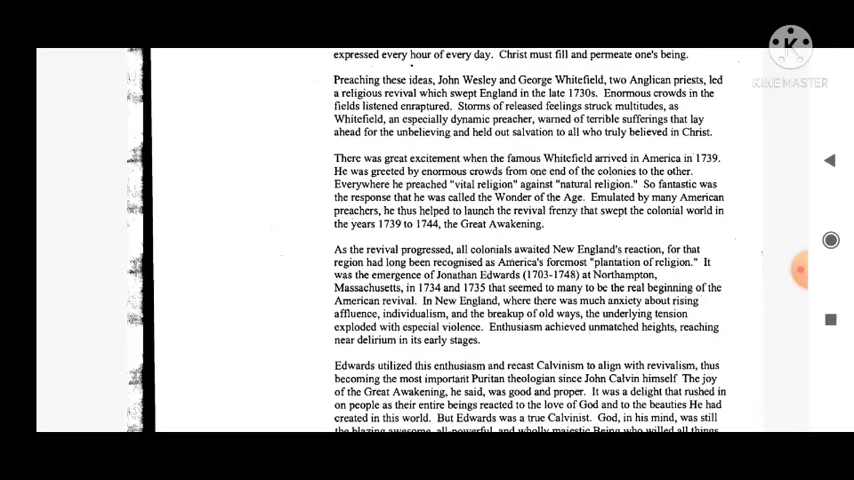 expressed every hour of every day. Christ must fill and permeate one's being.
Preaching these ideas, John Wesley and George Whitefield, two Anglican priests, led
a religious revival which swept England in the late 1730s. Enormous crowds in the
fields listened enraptured. Storms of released feelings struck multitudes, as
Whitefield, an especially dynamic preacher, warned of terrible sufferings that lay
ahead for the unbelieving and held out salvation to all who truly believed in Christ.
There was great excitement when the famous Whitefield arrived in America in 1739.
He was greeted by enormous crowds from one end of the colonies to the other.
Everywhere he preached "vital religion" against "natural religion." So fantastic was
the response that he was called the Wonder of the Age. Emulated by many American
preachers, he thus helped to launch the revival frenzy that swept the colonial world in
the years 1739 to 1744, the Great Awakening.
As the revival progressed, all colonials awaited New England's reaction, for that
region had long been recognised as America's foremost "plantation of religion." It
was the emergence of Jonathan Edwards (1703-1748) at Northampton,
Massachusetts, in 1734 and 1735 that seemed to many to be the real beginning of the
American revival. In New England, where there was much anxiety about rising
affluence, individualism, and the breakup of old ways, the underlying tension
exploded with especial violence. Enthusiasm achieved unmatched heights, reaching
near delirium in its early stages.
Edwards utilized this enthusiasm and recast Calvinism to align with revivalism, thus
becoming the most important Puritan theologian since John Calvin himself The joy
of the Great Awakening, he said, was good and proper. It was a delight that rushed in
on people as their entire beings reacted to the love of God and to the beauties He had
created in this world. But Edwards was a true Calvinist. God, in his mind, was still
the blazing awesome, all-powerful, and wholly majestic Being who willed all things
K
KINEMASTER